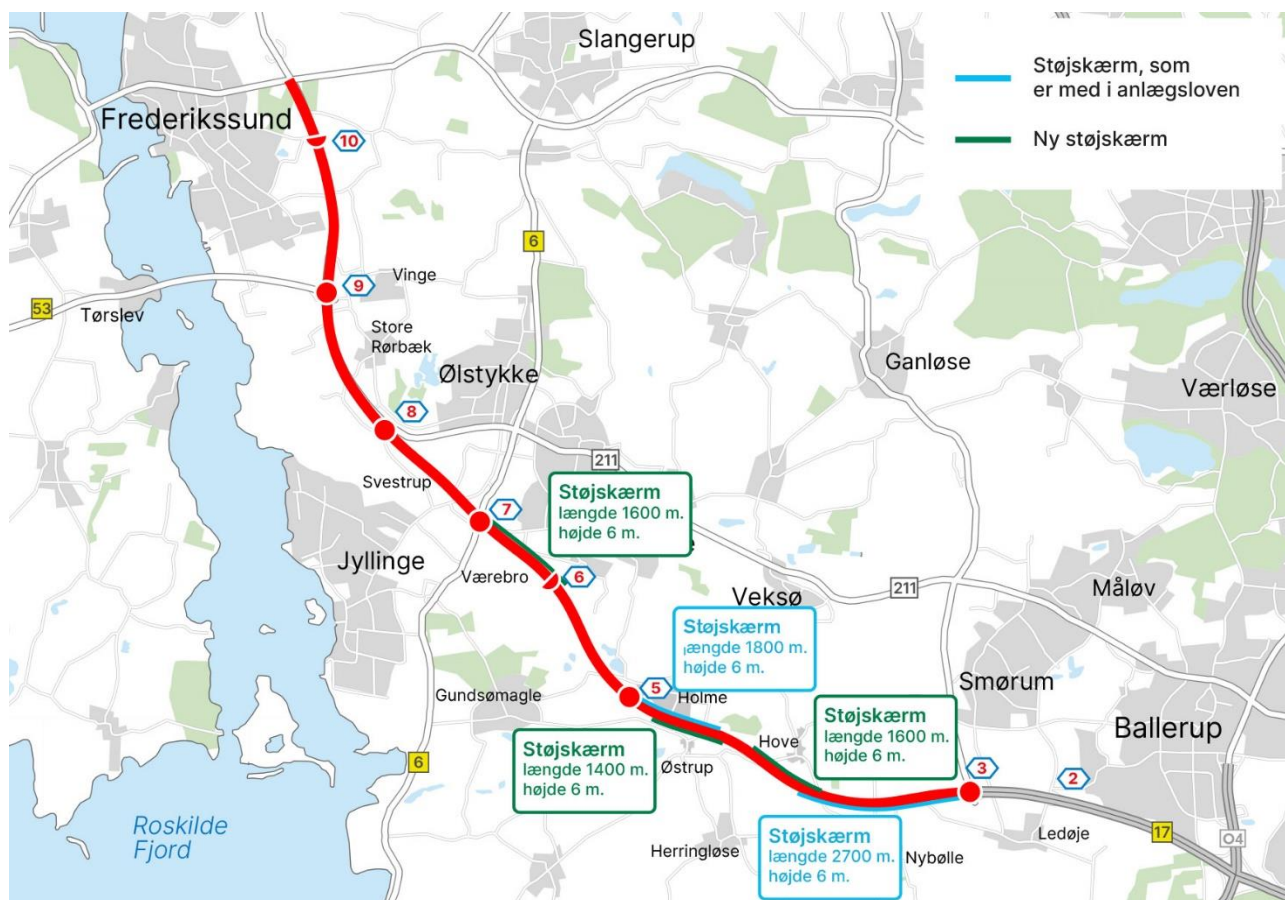 Slangerup
Støjskærm, som
er med i anlægsloven
Ny støjskærm
Frederikssund
10
6
9
Vinge
53
Tørslev
Store
Rørbæk
Ølstykke
Ganløse
Værløse
8
211
Svestrup
Støjskærm
længde 1600 m.
højde 6 m.
7
Jyllinge
Værebro
6
Veksø
211
Måløv
Støjskærm
længde 1800 m.
højde 6 m.
5
Holme
Gundsømagle
Smørum
Støjskærm
længde 1600 m.
højde 6 m.
Ballerup
Støjskærm
længde 1400 m.
højde 6 m.
Østrup
Hove
6
3
2
Roskilde
Fjord
Herringløse
Støjskærm
længde 2700 m.
højde 6 m.
Nybølle
Ledøje
17
O4